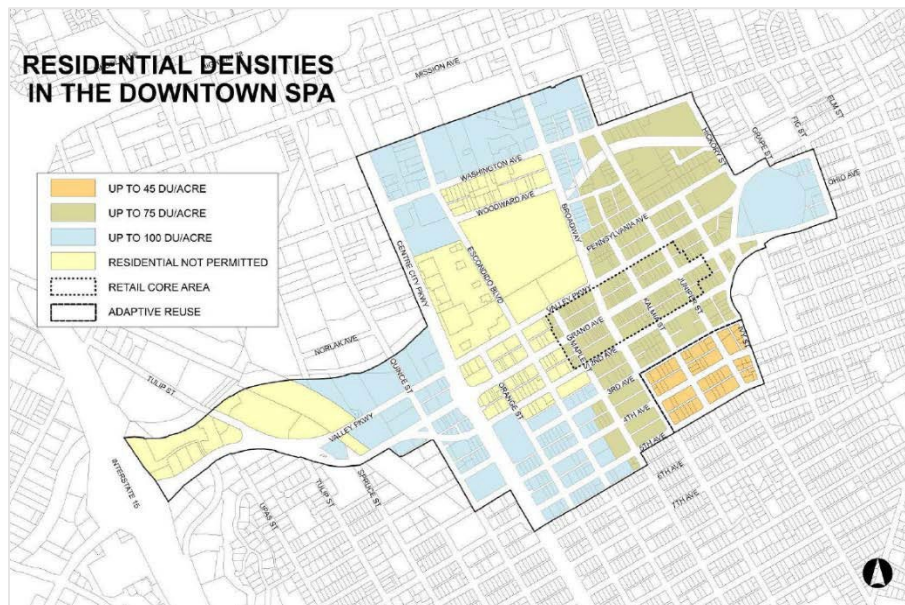 RESIDENTIAL DENSITIES
IN THE DOWNTOWN SPA
UP TO 45 DU/ACRE
UP TO 75 DU/ACRE
UP TO 100 DU/ACRE
RESIDENTIAL NOT PERMITTED
RETAIL CORE AREA
ADAPTIVE REUSE
MISSION AVE
HICKORY ST
GRAPE ST
FIG ST
ELM ST
OHIO AVE
WASHINGTON AVE
WOODWARD AVE
BROADWAY
PENNSYLVANIA AVE
CENTRE CITY PKWY
ESCONDIDO BLVD
VALLEY PKWY
GRAND AVE
JUNIPER ST
KALMIA ST
MAPLE
2ND AVE
IVY ST
NORLAK AVE
QUINCE ST
ORANGE ST
3RD AVE
4TH AVE
5TH AVE
6TH AVE
7TH AVE
TULIP ST
VALLEY PKWY
INTERSTATE 15
UPAS ST
TULIP ST
SPRUCE ST